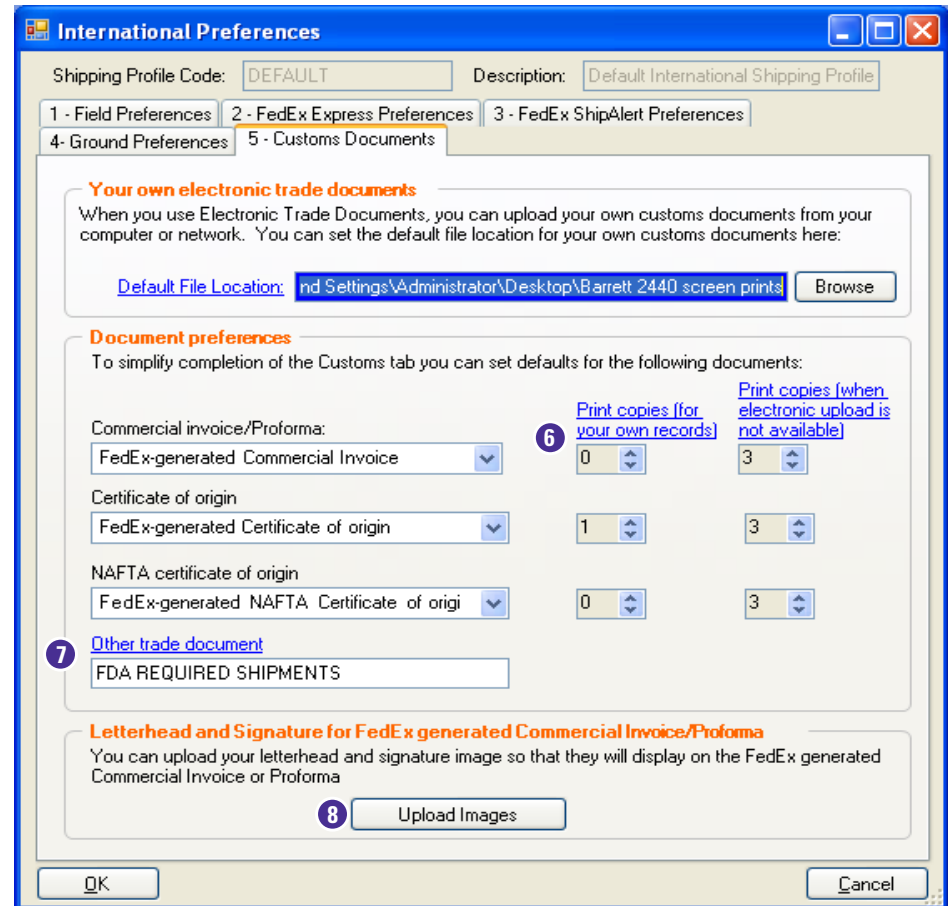 International Preferences
Shipping Profile Code: DEFAULT Description: Default International Shipping Profile
1 - Field Preferences 2 - FedEx Express Preferences 3 - FedEx ShipAlert Preferences
4- Ground Preferences 5 - Customs Documents
Your own electronic trade documents
When you use Electronic Trade Documents, you can upload your own customs documents from your
computer or network. You can set the default file location for your own customs documents here:
Default File Location: nd Settings\Administrator\Desktop\Barrett 2440 screen prints Browse
Document preferences
To simplify completion of the Customs tab you can set defaults for the following documents:
Print copies (for
your own records)
Print copies (when
electronic upload is
not available)
Commercial invoice/Proforma:
6
FedEx-generated Commercial Invoice 0 3
Certificate of origin
FedEx-generated Certificate of origin 1 3
NAFTA certificate of origin
FedEx-generated NAFTA Certificate of origi 0 3
7 Other trade document
FDA REQUIRED SHIPMENTS
Letterhead and Signature for FedEx generated Commercial Invoice/Proforma
You can upload your letterhead and signature image so that they will display on the FedEx generated
Commercial Invoice or Proforma
8 Upload Images
OK Cancel